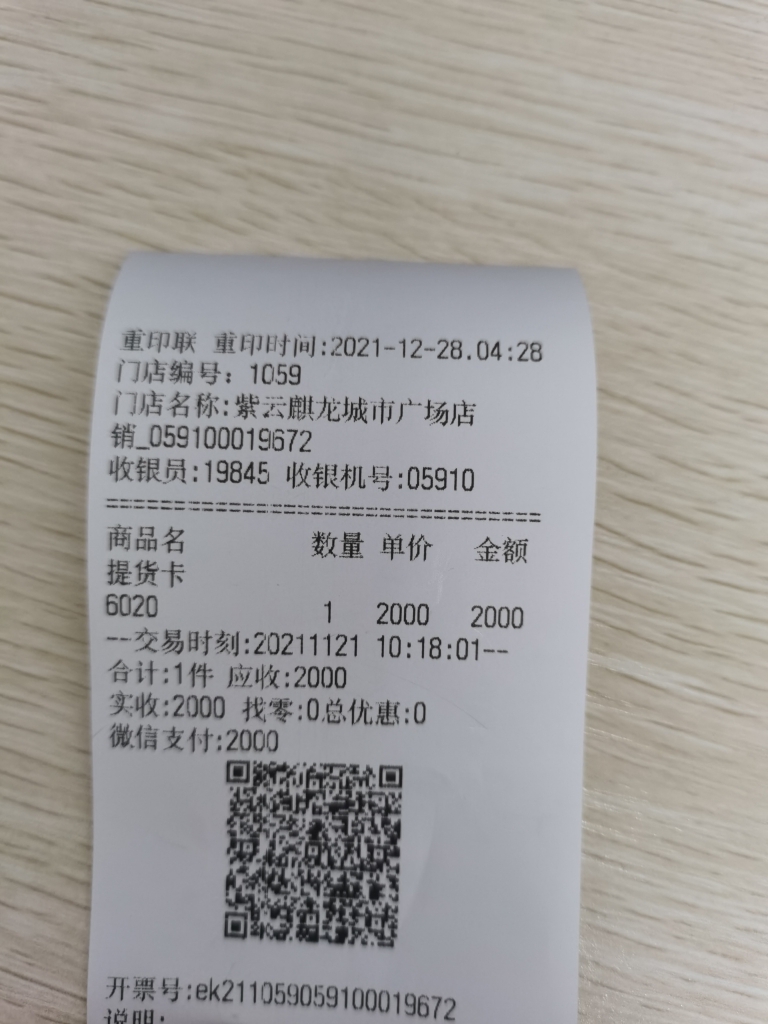 重印联 重印时间:2021-12-28.04:28
门店编号: 1059
门店名称:紫云麒龙城市广场店
销_059100019672
收银员:19845 收银机号:05910
========================================
商品名 数量 单价 金额
提货卡
6020 1 2000 2000
--交易时刻:20211121 10:18:01--
合计:1件 应收:2000
实收:2000 找零:0总优惠:0
微信支付:2000
开票号:ek211059059100019672
说明: